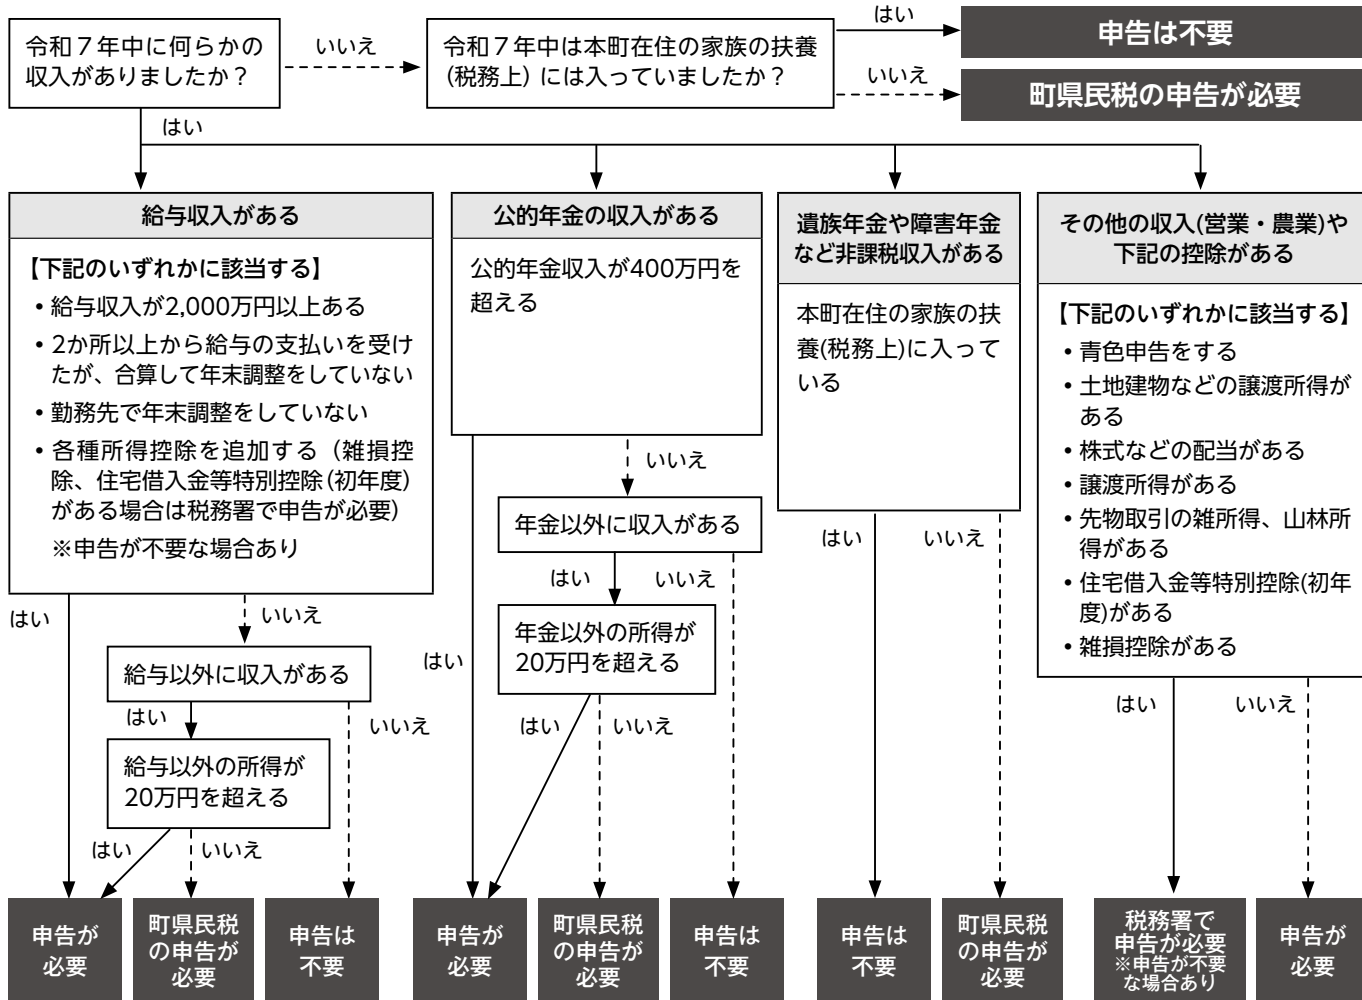 令和７年中に何らかの
収入がありましたか？
いいえ
令和７年中は本町在住の家族の扶養
（税務上）には入っていましたか？
はい
申告は不要
いいえ
町県民税の申告が必要
はい
給与収入がある
【下記のいずれかに該当する】
・給与収入が2,000万円以上ある
・2か所以上から給与の支払いを受け
たが、合算して年末調整をしていない
・勤務先で年末調整をしていない
・各種所得控除を追加する（雑損控
除、住宅借入金等特別控除(初年度)
がある場合は税務署で申告が必要）
※申告が不要な場合あり
はい
いいえ
給与以外に収入がある
はい
いいえ
給与以外の所得が
20万円を超える
はい
いいえ
申告が
必要
町県民税
の申告が
必要
申告は
不要
公的年金の収入がある
公的年金収入が400万円を
超える
いいえ
年金以外に収入がある
はい
いいえ
年金以外の所得が
20万円を超える
はい
はい
いいえ
申告が
必要
町県民税
の申告が
必要
申告は
不要
遺族年金や障害年金
など非課税収入がある
本町在住の家族の扶
養(税務上)に入って
いる
はい
いいえ
申告は
不要
町県民税
の申告が
必要
その他の収入(営業・農業)や
下記の控除がある
【下記のいずれかに該当する】
・青色申告をする
・土地建物などの譲渡所得が
ある
・株式などの配当がある
・譲渡所得がある
・先物取引の雑所得、山林所
得がある
・住宅借入金等特別控除(初年
度)がある
・雑損控除がある
はい
いいえ
税務署で
申告が必要
※申告が不要
な場合あり
申告が
必要